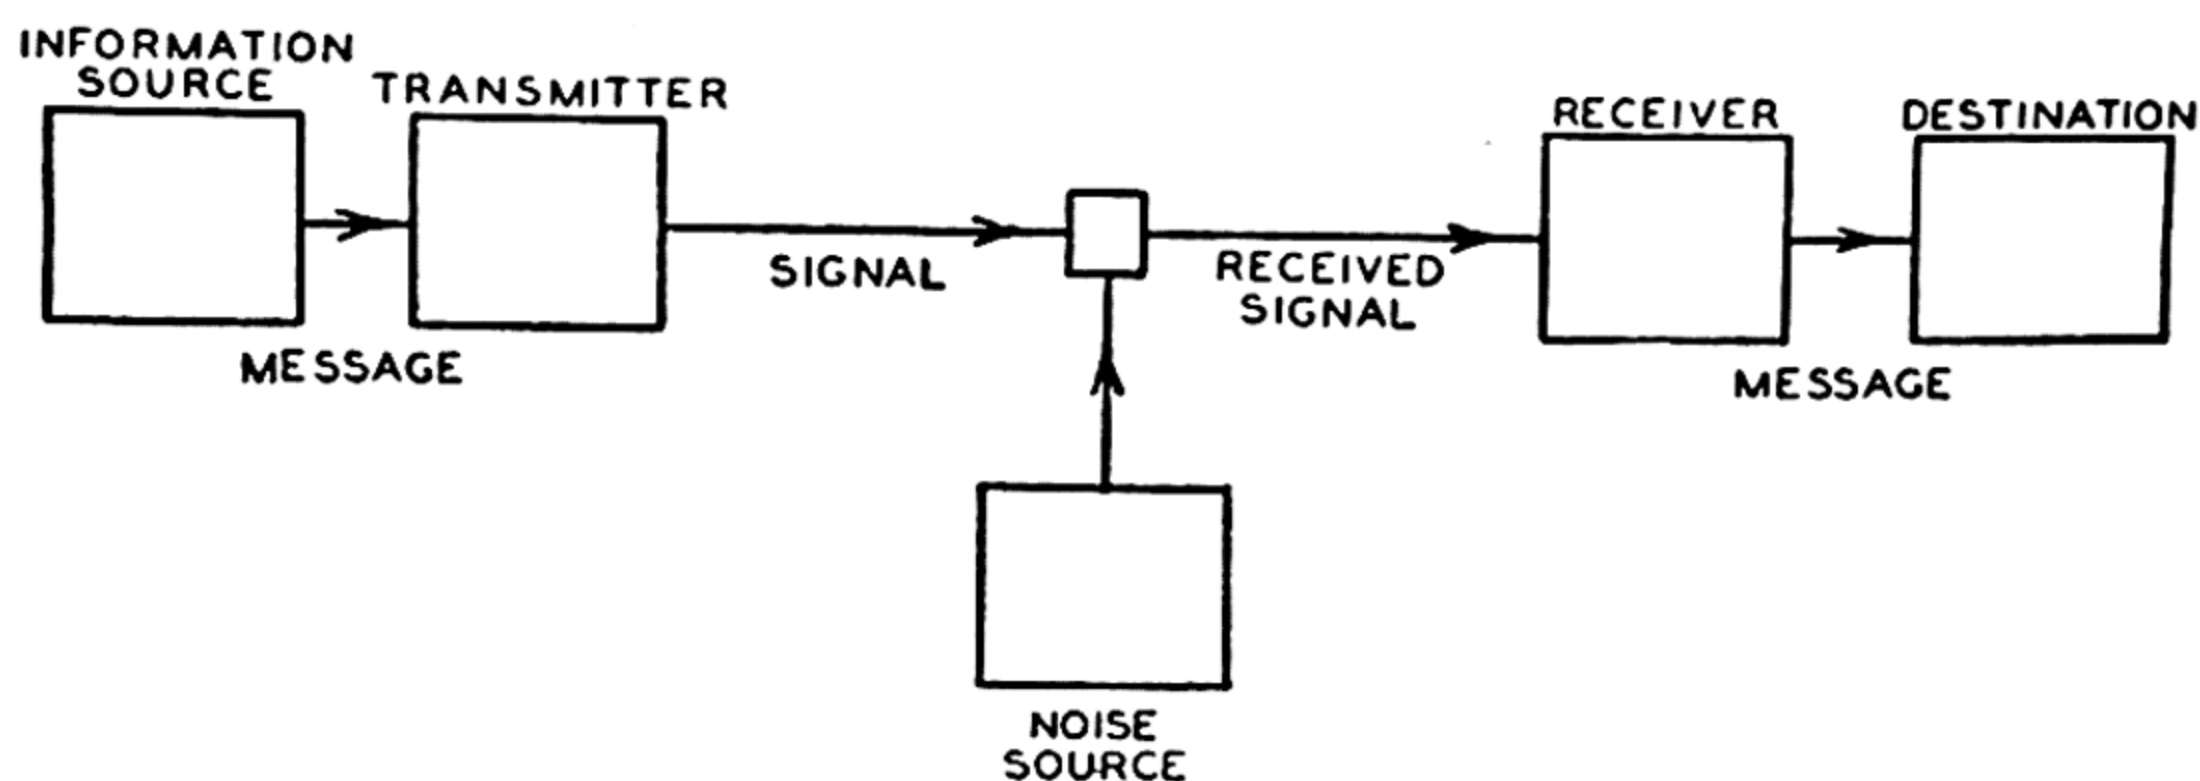 INFORMATION
SOURCE
TRANSMITTER
RECEIVER
DESTINATION
SIGNAL
RECEIVED
SIGNAL
MESSAGE
MESSAGE
NOISE
SOURCE